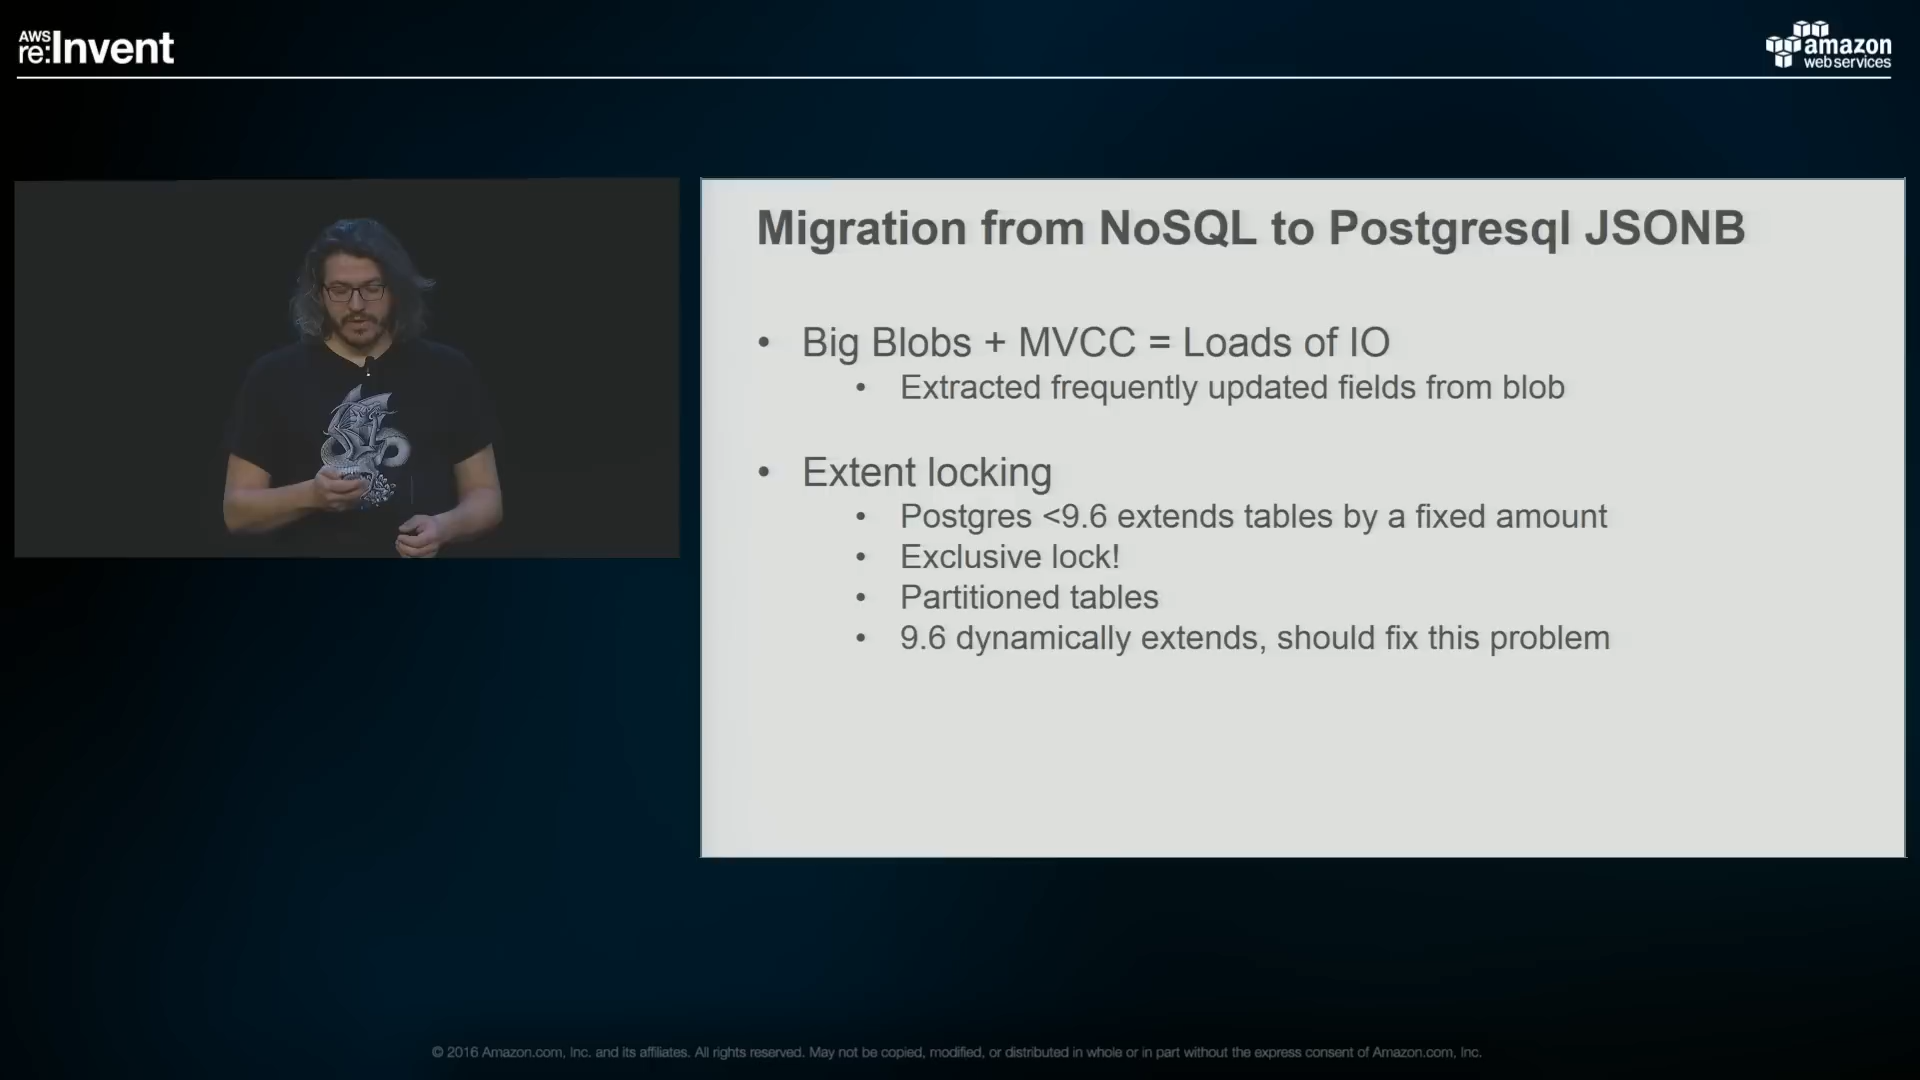 AWS
re:Invent
amazon
web services
Migration from NoSQL to Postgresql JSONB
• Big Blobs + MVCC = Loads of IO
• Extracted frequently updated fields from blob
• Extent locking
• Postgres <9.6 extends tables by a fixed amount
• Exclusive lock!
• Partitioned tables
• 9.6 dynamically extends, should fix this problem
© 2016 Amazon.com, Inc. and its affiliates. All rights reserved. May not be copied, modified, or distributed in whole or in part without the express consent of Amazon.com, Inc.